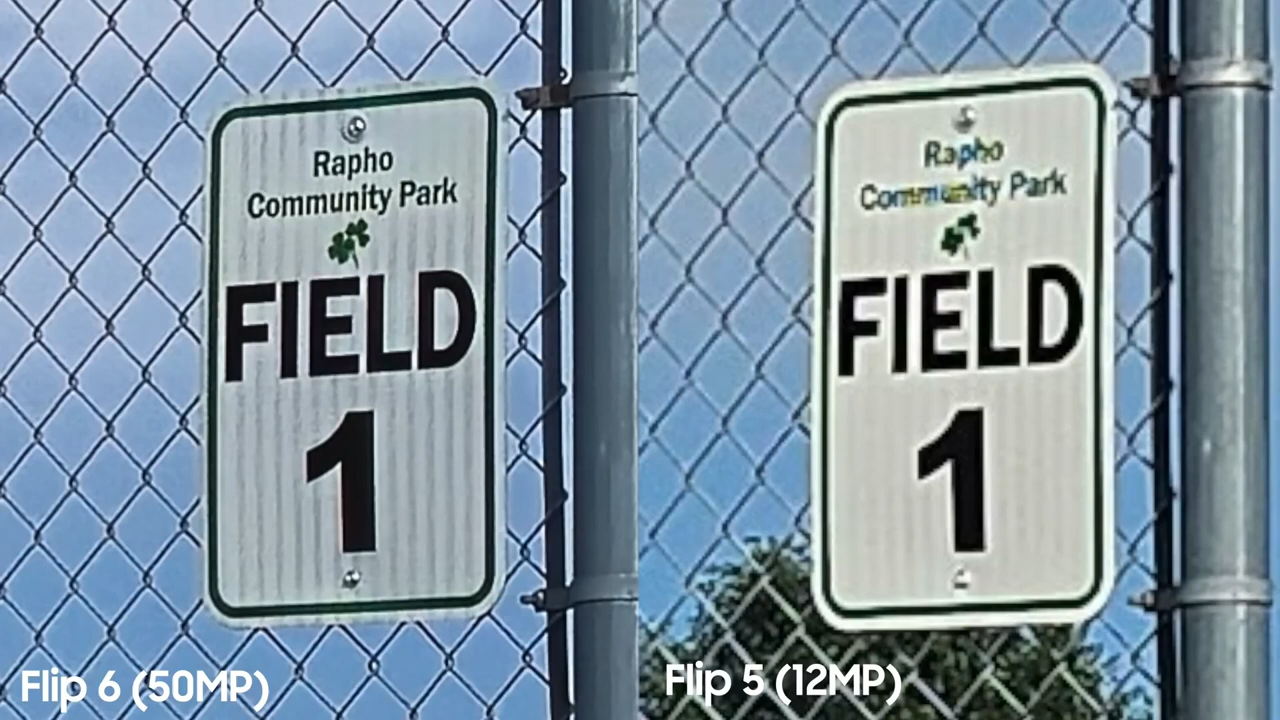 Rapho
Community Park
FIELD
1
Flip 6 (50MP)
Rapho
Community Park
FIELD
1
Flip 5 (12MP)